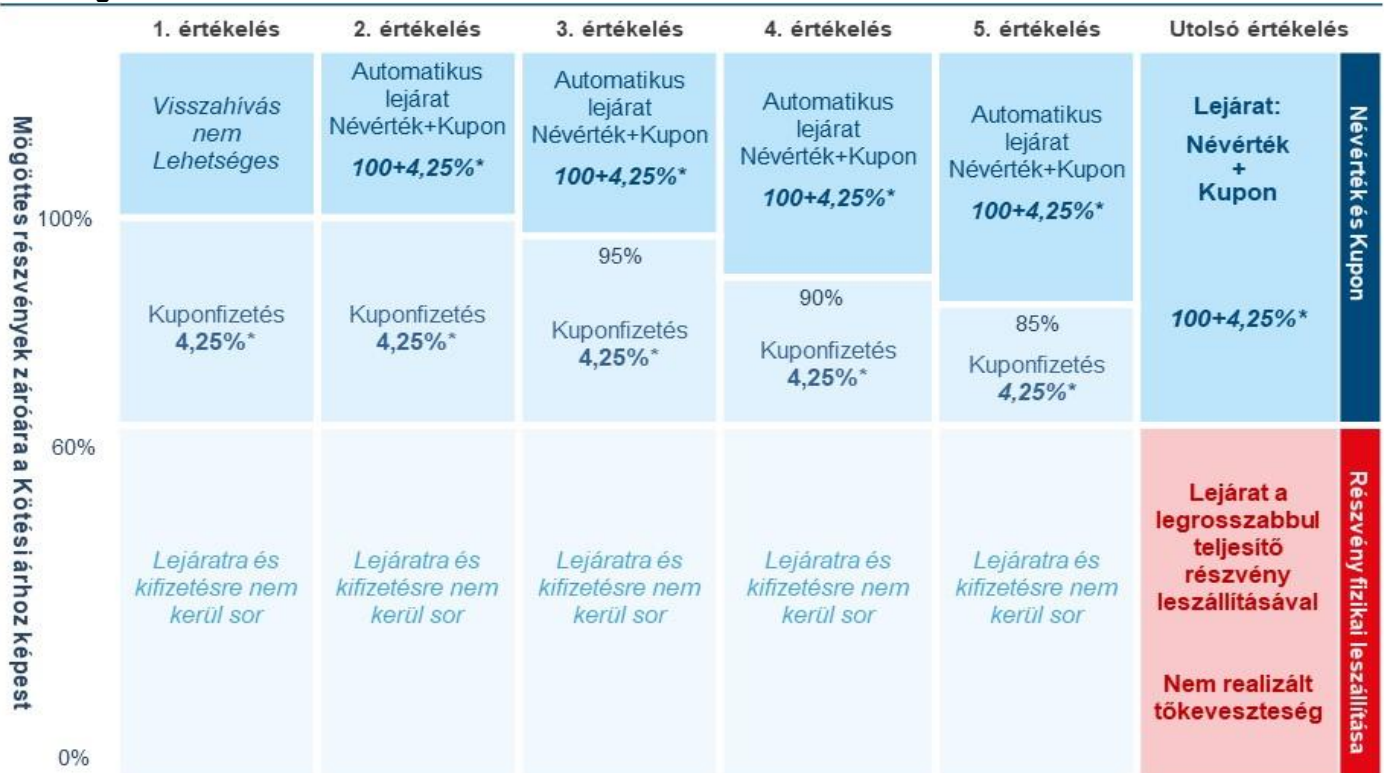 1. értékelés
2. értékelés
3. értékelés
4. értékelés
5. értékelés
Utolsó értékelés
Mögöttes részvények záróára a Kötési árhoz képest
100%
60%
0%
Visszahívás
nem
Lehetséges
Kuponfizetés
4,25%*
Lejáratra és
kifizetésre nem
kerül sor
Automatikus
lejárat
Névérték+Kupon
100+4,25%*
Kuponfizetés
4,25%*
Lejáratra és
kifizetésre nem
kerül sor
Automatikus
lejárat
Névérték+Kupon
100+4,25%*
95%
Kuponfizetés
4,25%*
Lejáratra és
kifizetésre nem
kerül sor
Automatikus
lejárat
Névérték+Kupon
100+4,25%*
90%
Kuponfizetés
4,25%*
Lejáratra és
kifizetésre nem
kerül sor
Automatikus
lejárat
Névérték+Kupon
100+4,25%*
85%
Kuponfizetés
4,25%*
Lejáratra és
kifizetésre nem
kerül sor
Lejárat:
Névérték
+
Kupon
100+4,25%*
Lejárat a
legrosszabbul
teljesítő
részvény
leszállításával
Nem realizált
tőkeveszteség
Névérték és Kupon
Részvény fizikai leszállítása